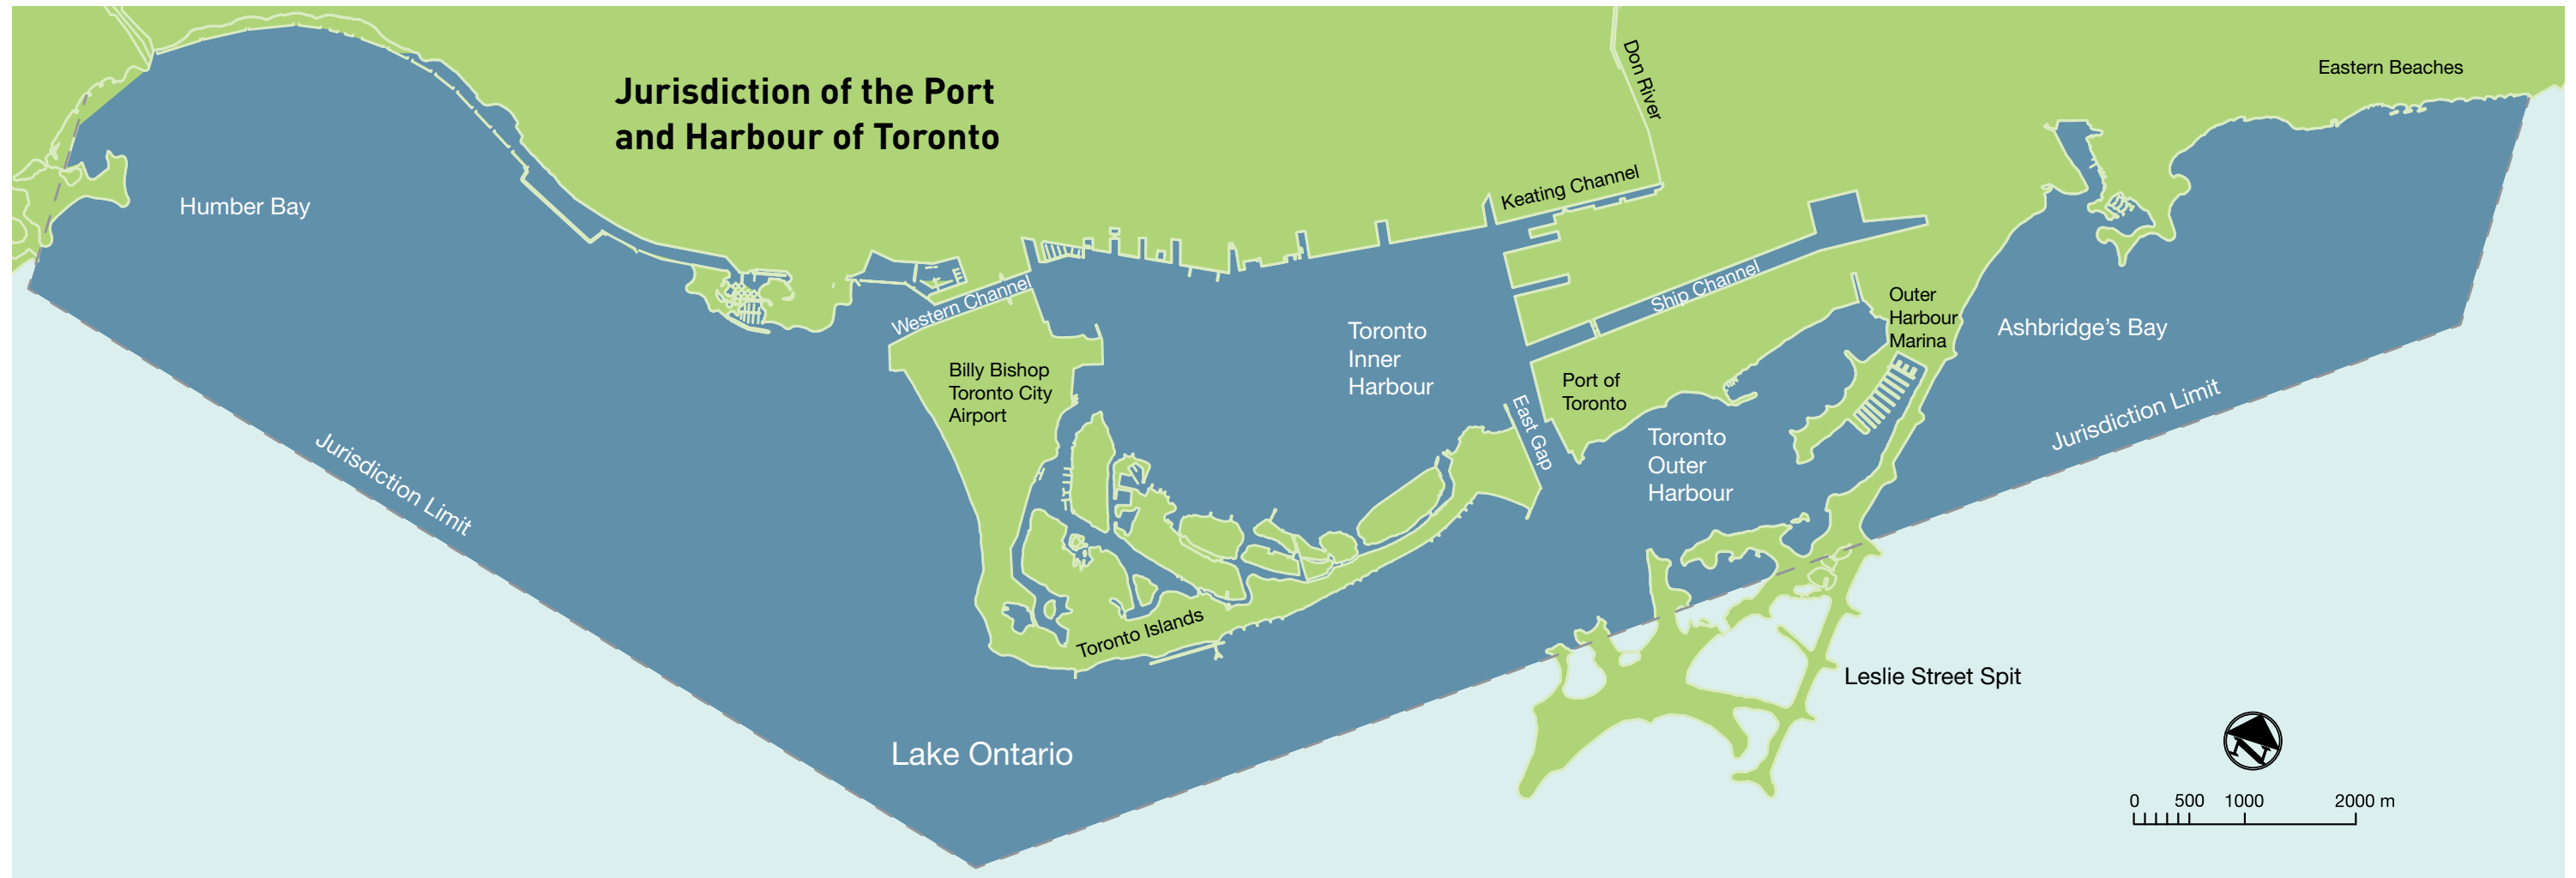 Jurisdiction of the Port
and Harbour of Toronto
Don River
Eastern Beaches
Humber Bay
Keating Channel
Western Channel
Ship Channel
Outer
Harbour
Marina
Ashbridge's Bay
Toronto
Inner
Harbour
Billy Bishop
Toronto City
Airport
Port of
Toronto
East Gap
Toronto
Outer
Harbour
Jurisdiction Limit
Jurisdiction Limit
Toronto Islands
Leslie Street Spit
Lake Ontario
0 500 1000 2000 m